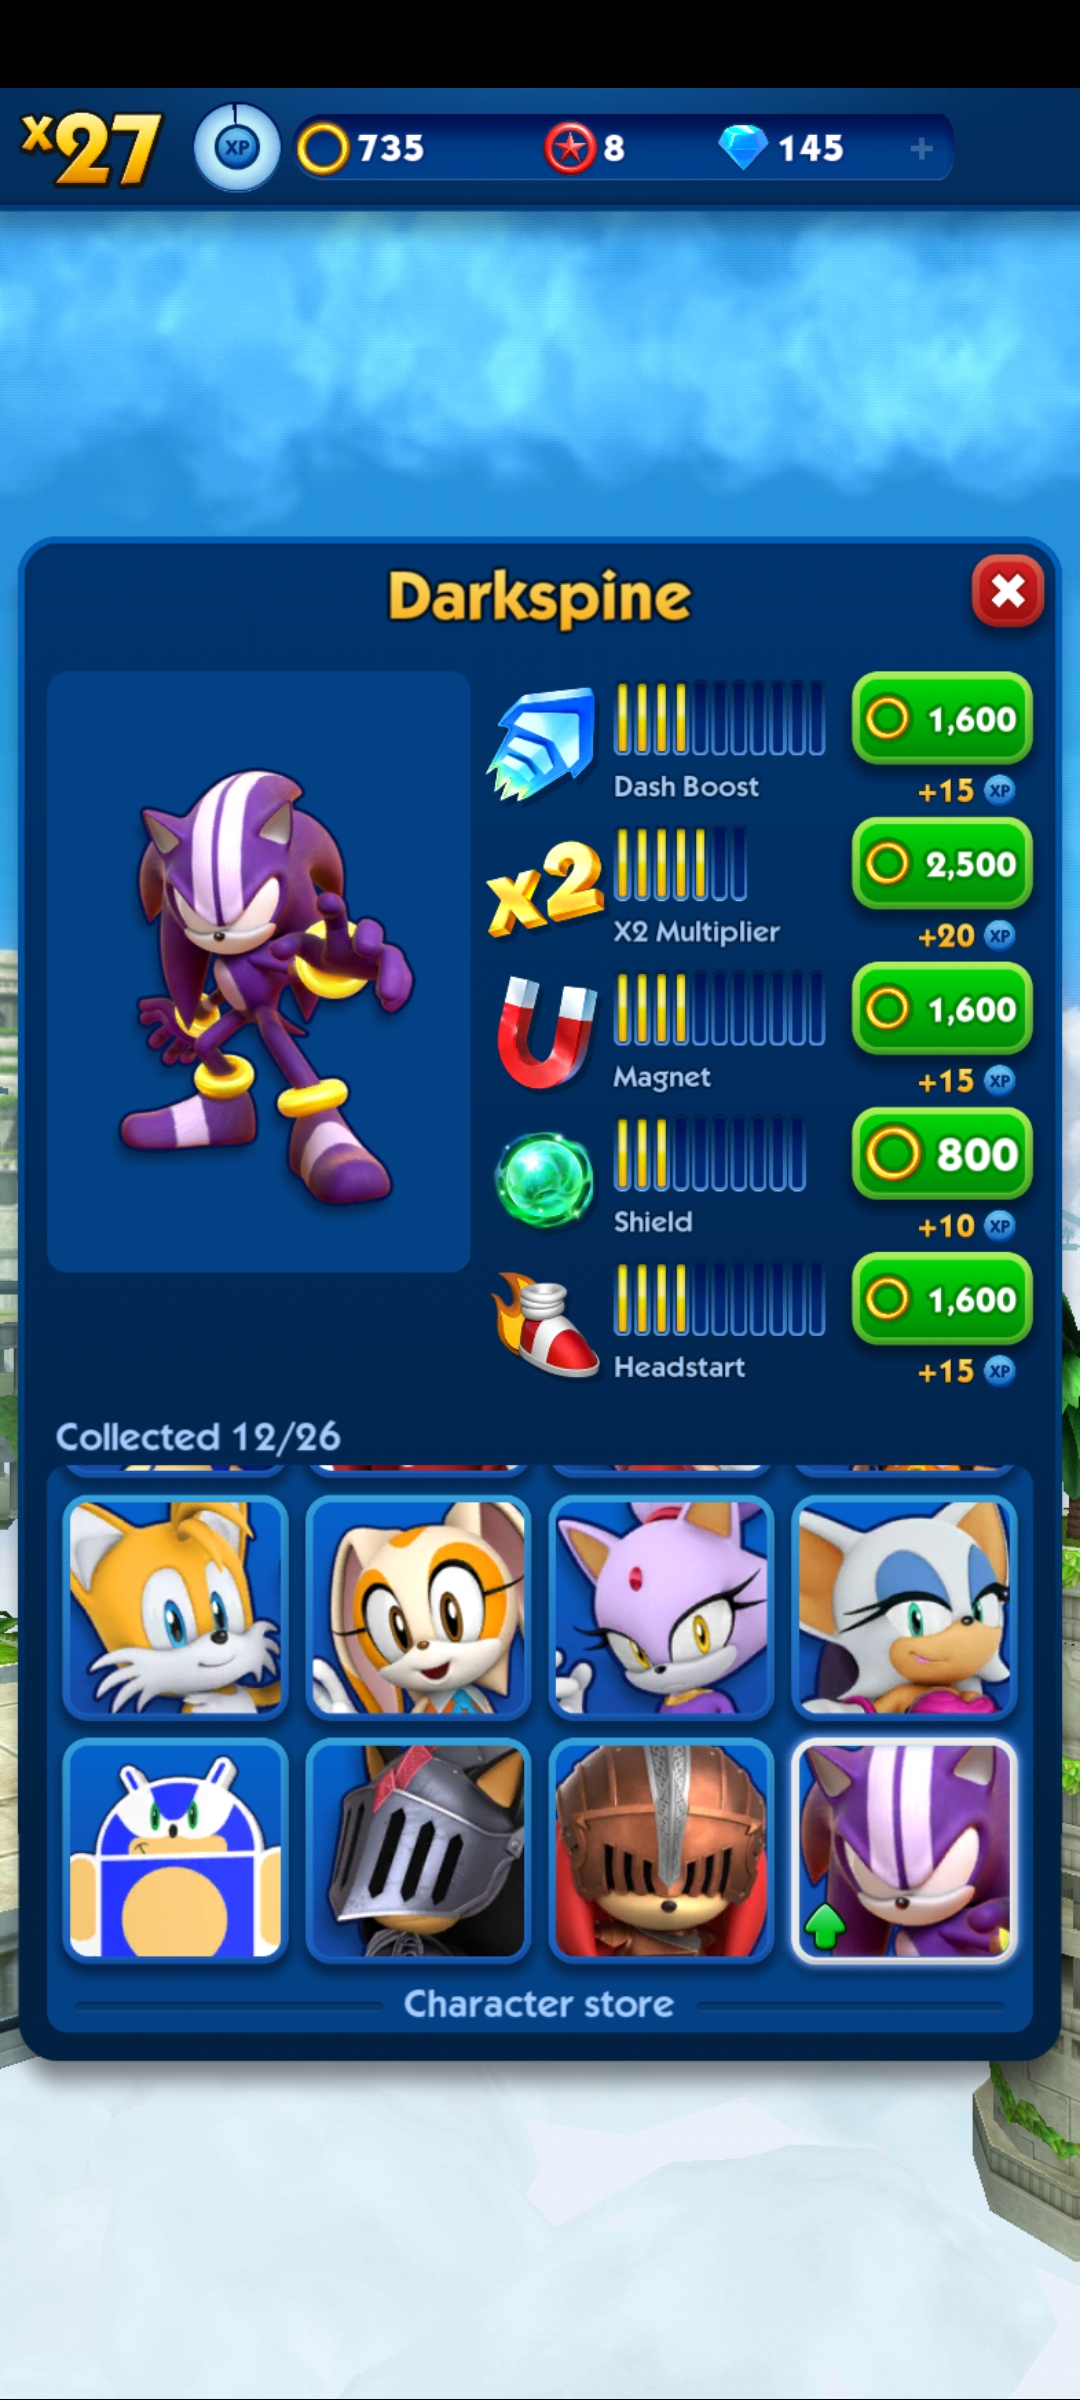 x27
XP
735
8
145
+
Darkspine
Dash Boost
1,600
+15 XP
x2
X2 Multiplier
2,500
+20 XP
Magnet
1,600
+15 XP
Shield
800
+10 XP
Headstart
1,600
+15 XP
Collected 12/26
Character store